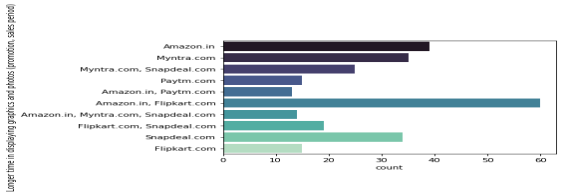 Longer time in displaying graphics and photos (promotion, sales period)
Amazon.in
Myntra.com
Myntra.com, Snapdeal.com
Paytm.com
Amazon.in, Paytm.com
Amazon.in, Flipkart.com
Amazon.in, Myntra.com, Snapdeal.com
Flipkart.com, Snapdeal.com
Snapdeal.com
Flipkart.com
0 10 20 30 40 50 60
count